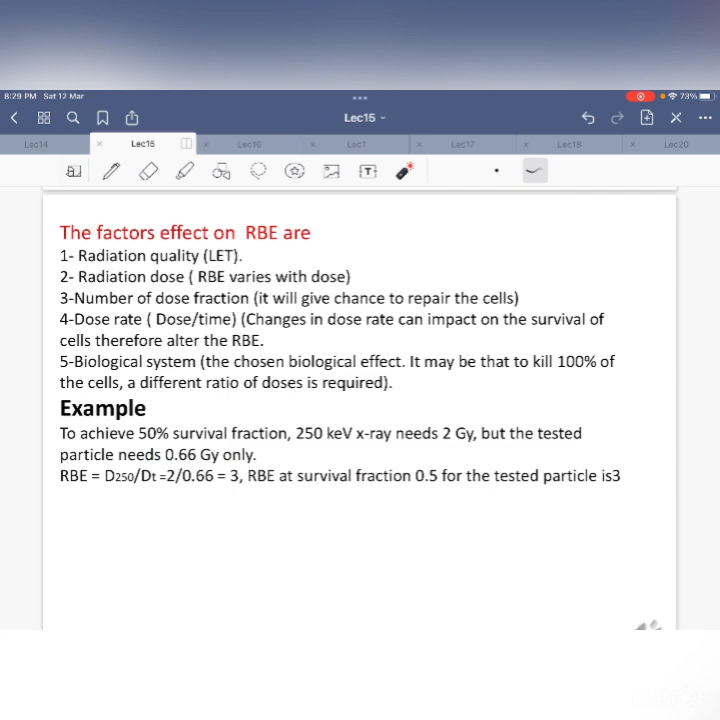 8:29 PM Sat 12 Mar
73%
Lec15
Lec14
Lec15
Lec16
Lec1
Lec17
Lec18
Lec20
The factors effect on RBE are
1- Radiation quality (LET).
2- Radiation dose ( RBE varies with dose)
3-Number of dose fraction (it will give chance to repair the cells)
4-Dose rate ( Dose/time) (Changes in dose rate can impact on the survival of
cells therefore alter the RBE.
5-Biological system (the chosen biological effect. It may be that to kill 100% of
the cells, a different ratio of doses is required).
Example
To achieve 50% survival fraction, 250 keV x-ray needs 2 Gy, but the tested
particle needs 0.66 Gy only.
RBE = D250/Dt =2/0.66 = 3, RBE at survival fraction 0.5 for the tested particle is3